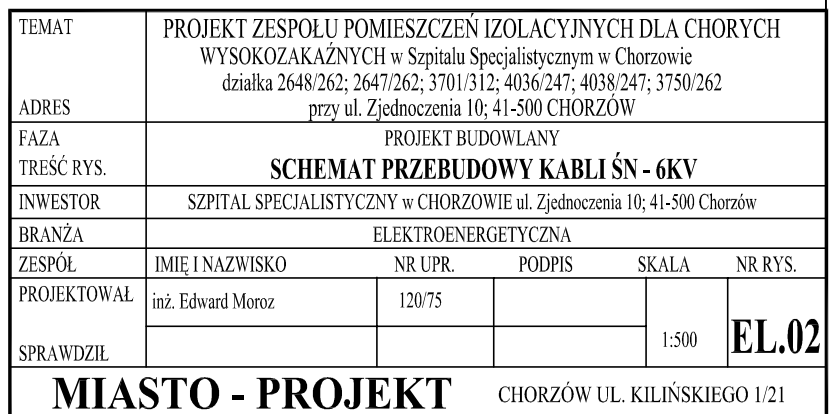 TEMAT PROJEKT ZESPOŁU POMIESZCZEŃ IZOLACYJNYCH DLA CHORYCH
WYSOKOZAKAŹNYCH w Szpitalu Specjalistycznym w Chorzowie
działka 2648/262; 2647/262; 3701/312; 4036/247; 4038/247; 3750/262
ADRES przy ul. Zjednoczenia 10; 41-500 CHORZÓW
FAZA PROJEKT BUDOWLANY
TREŚĆ RYS. SCHEMAT PRZEBUDOWY KABLI ŚN - 6KV
INWESTOR SZPITAL SPECJALISTYCZNY w CHORZOWIE ul. Zjednoczenia 10; 41-500 Chorzów
BRANŻA ELEKTROENERGETYCZNA
ZESPÓŁ IMIĘ I NAZWISKO NR UPR. PODPIS SKALA NR RYS.
PROJEKTOWAŁ inż. Edward Moroz 120/75
SPRAWDZIŁ 1:500 EL.02
MIASTO - PROJEKT CHORZÓW UL. KILIŃSKIEGO 1/21